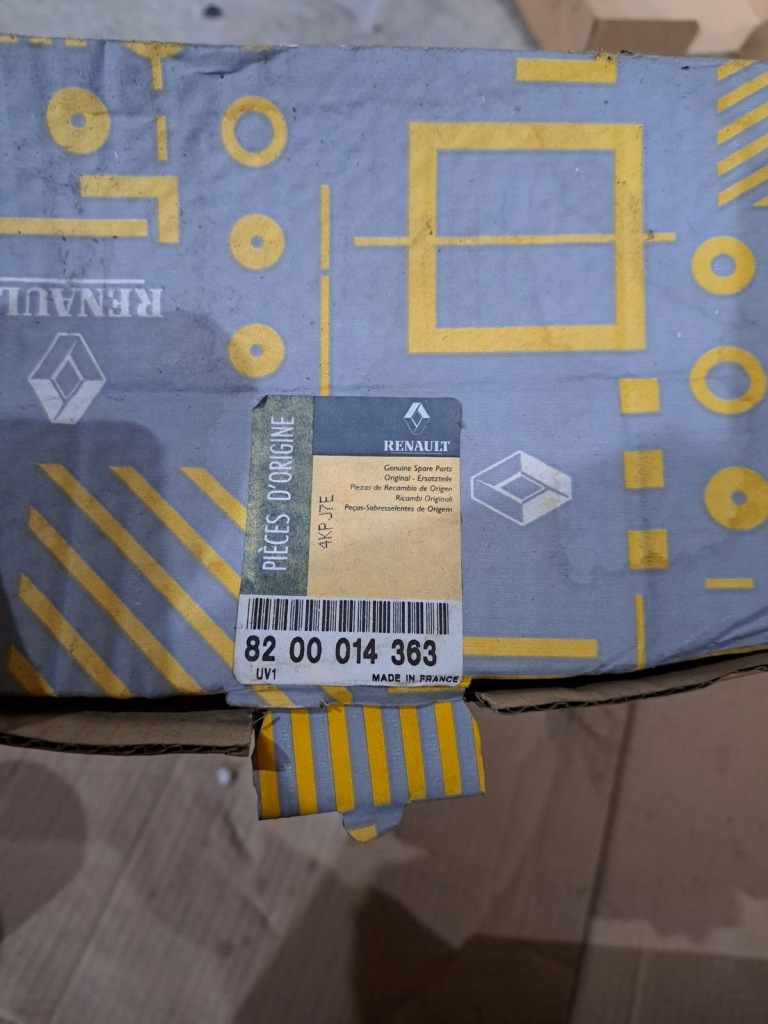 RENAULT
PIÈCES D'ORIGINE
RENAULT
Genuine Spare Parts
Original - Ersatzteile
Piezas de Recambio de Origen
Ricambi Originali
Peças-Sobresselentes de Origem
4KP J7E
82 00 014 363
UV1
MADE IN FRANCE